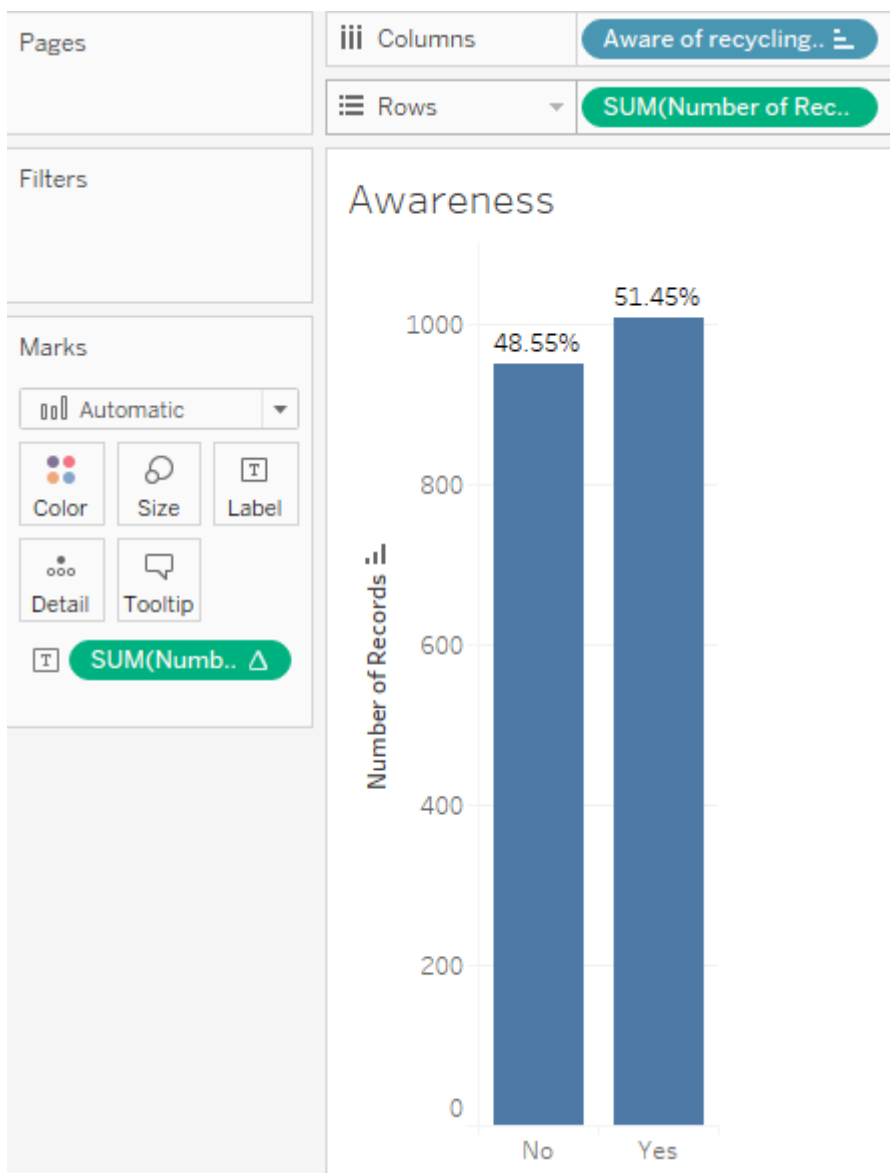 Pages
Columns
Aware of recycling..
Rows
SUM(Number of Rec..
Filters
Awareness
Marks
Automatic
Color
Size
T
Label
Detail
Tooltip
T
SUM(Numb.. Δ
51.45%
48.55%
1000
800
600
400
200
0
Number of Records
No
Yes